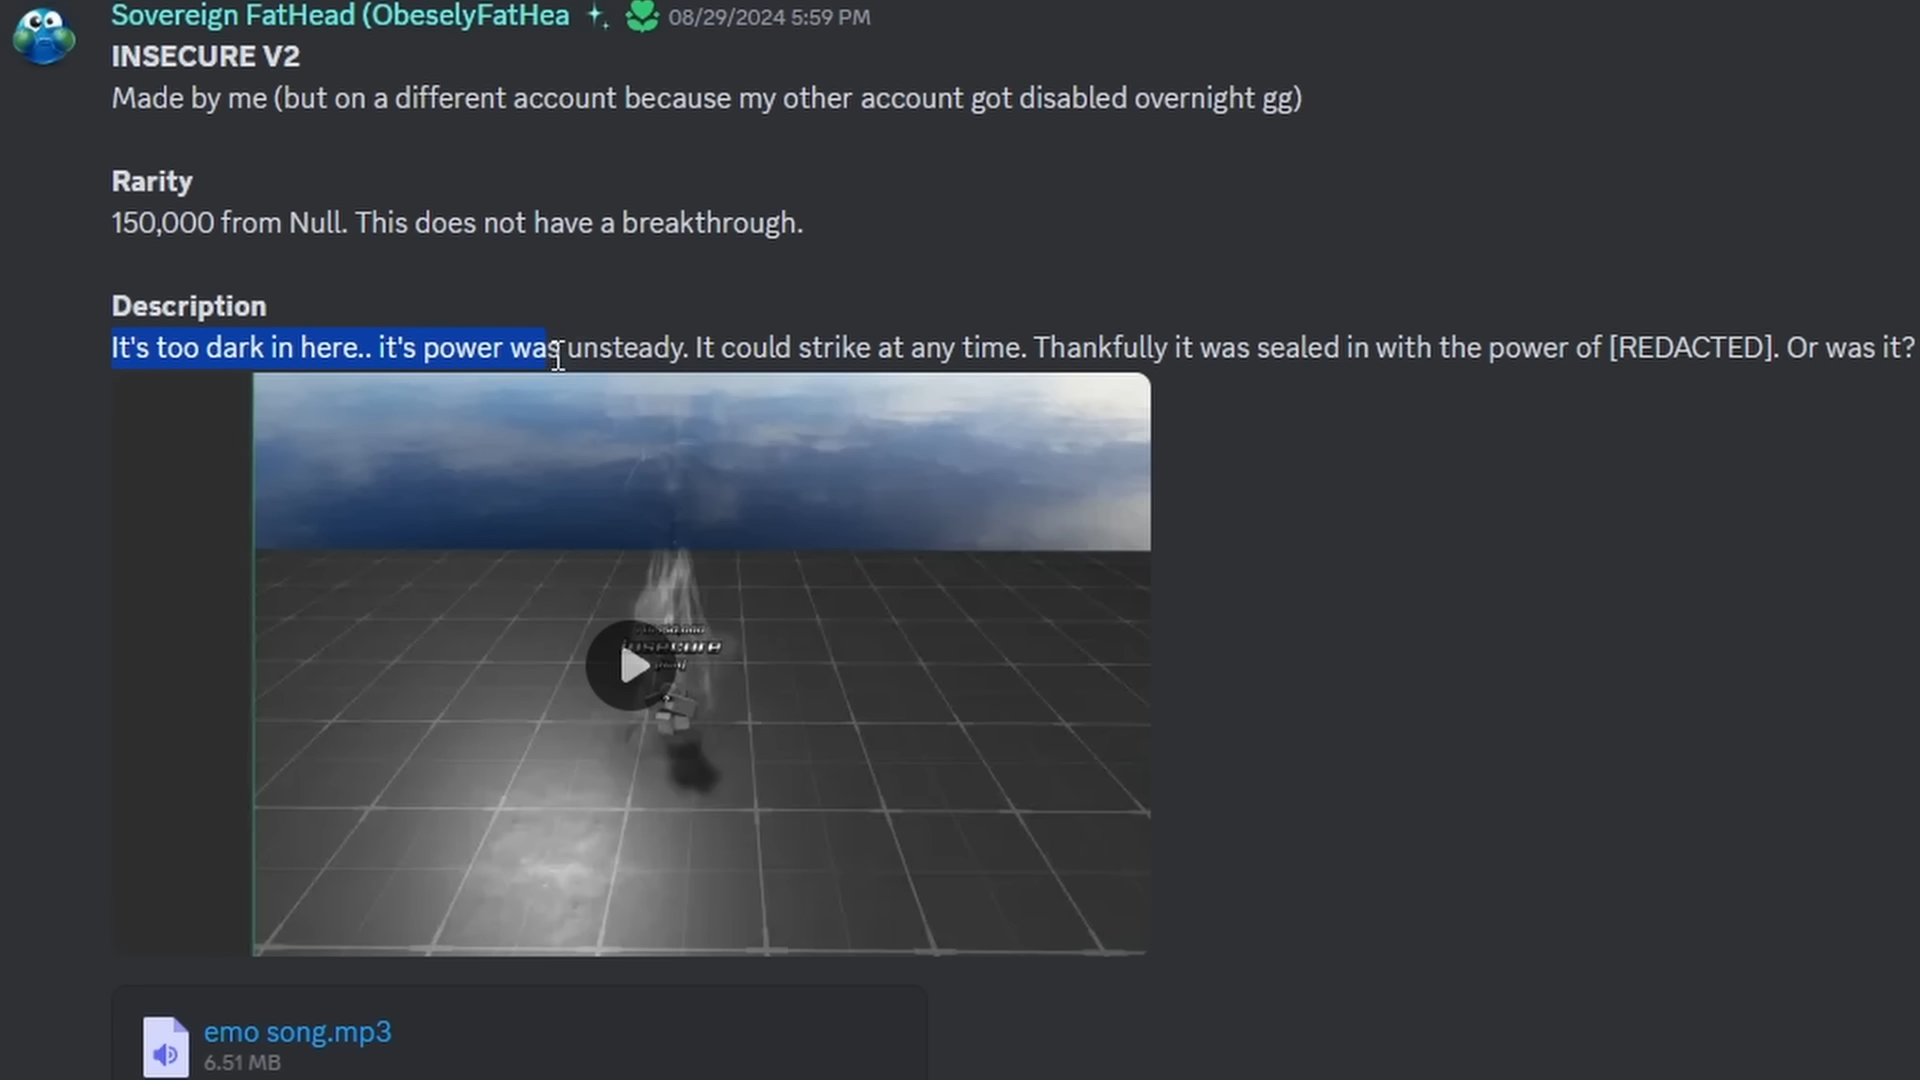 Sovereign FatHead (ObeselyFatHea 08/29/2024 5:59 PM
INSECURE V2
Made by me (but on a different account because my other account got disabled overnight gg)
Rarity
150,000 from Null. This does not have a breakthrough.
Description
It's too dark in here.. it's power was unsteady. It could strike at any time. Thankfully it was sealed in with the power of [REDACTED]. Or was it?
Insecure
emo song.mp3
6.51 MB